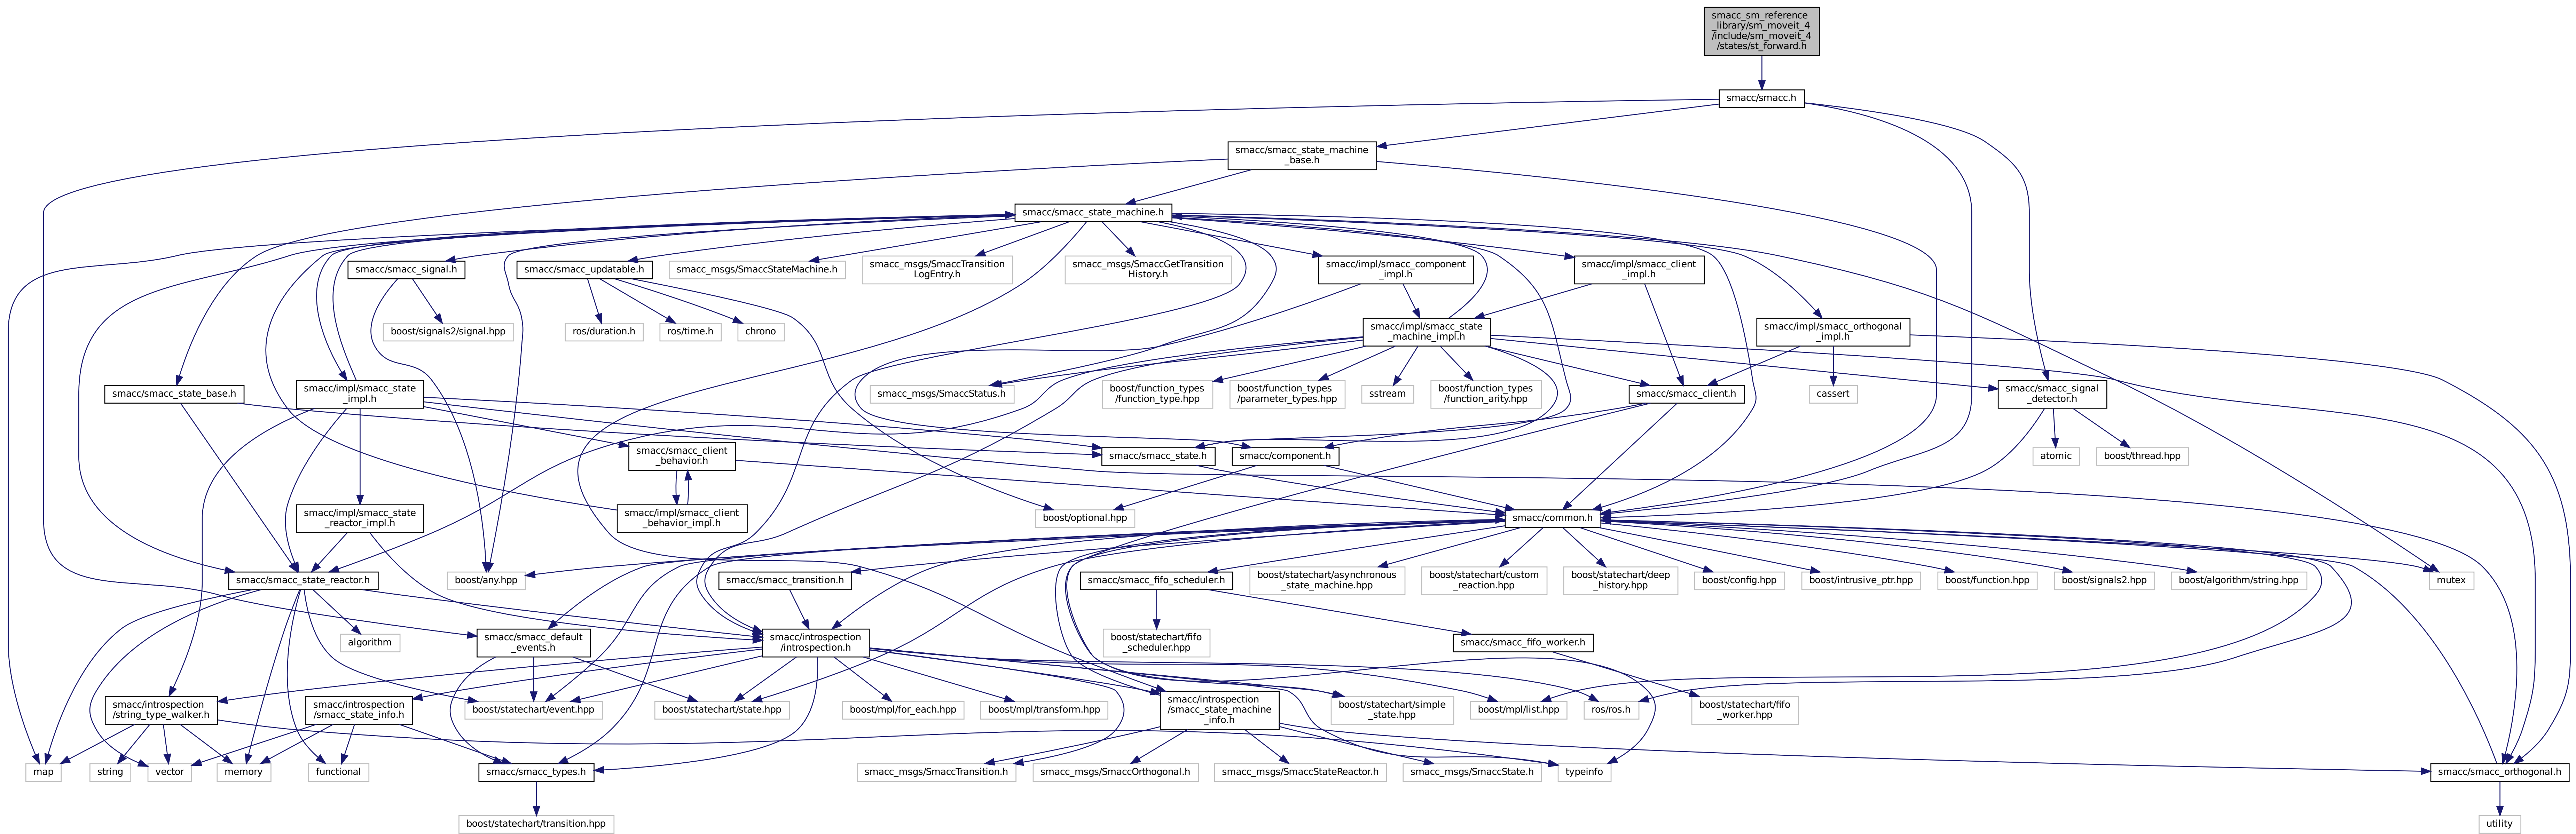 smacc_sm_reference
_library/sm_moveit_4
/include/sm_moveit_4
/states/st_forward.h
smacc/smacc.h
smacc/smacc_state_machine
_base.h
smacc/smacc_state_machine.h
smacc/smacc_signal.h
smacc/smacc_updatable.h
smacc_msgs/SmaccStateMachine.h
smacc_msgs/SmaccTransition
LogEntry.h
smacc_msgs/SmaccGetTransition
History.h
smacc/impl/smacc_component
_impl.h
smacc/impl/smacc_client
_impl.h
boost/signals2/signal.hpp
ros/duration.h
ros/time.h
chrono
smacc/impl/smacc_state
_machine_impl.h
smacc/impl/smacc_orthogonal
_impl.h
smacc/smacc_state_base.h
smacc/impl/smacc_state
_impl.h
smacc_msgs/SmaccStatus.h
boost/function_types
/function_type.hpp
boost/function_types
/parameter_types.hpp
sstream
boost/function_types
/function_arity.hpp
smacc/smacc_client.h
cassert
smacc/smacc_signal
_detector.h
smacc/smacc_client
_behavior.h
smacc/smacc_state.h
smacc/component.h
atomic
boost/thread.hpp
smacc/impl/smacc_state
_reactor_impl.h
smacc/impl/smacc_client
_behavior_impl.h
boost/optional.hpp
smacc/common.h
smacc/smacc_state_reactor.h
boost/any.hpp
smacc/smacc_transition.h
smacc/smacc_fifo_scheduler.h
boost/statechart/asynchronous
_state_machine.hpp
boost/statechart/custom
_reaction.hpp
boost/statechart/deep
_history.hpp
boost/config.hpp
boost/intrusive_ptr.hpp
boost/function.hpp
boost/signals2.hpp
boost/algorithm/string.hpp
mutex
algorithm
smacc/smacc_default
_events.h
smacc/introspection
/introspection.h
boost/statechart/fifo
_scheduler.hpp
smacc/smacc_fifo_worker.h
smacc/introspection
/string_type_walker.h
smacc/introspection
/smacc_state_info.h
boost/statechart/event.hpp
boost/statechart/state.hpp
boost/mpl/for_each.hpp
boost/mpl/transform.hpp
smacc/introspection
/smacc_state_machine
_info.h
boost/statechart/simple
_state.hpp
boost/mpl/list.hpp
ros/ros.h
boost/statechart/fifo
_worker.hpp
map
string
vector
memory
functional
smacc/smacc_types.h
smacc_msgs/SmaccTransition.h
smacc_msgs/SmaccOrthogonal.h
smacc_msgs/SmaccStateReactor.h
smacc_msgs/SmaccState.h
typeinfo
smacc/smacc_orthogonal.h
boost/statechart/transition.hpp
utility